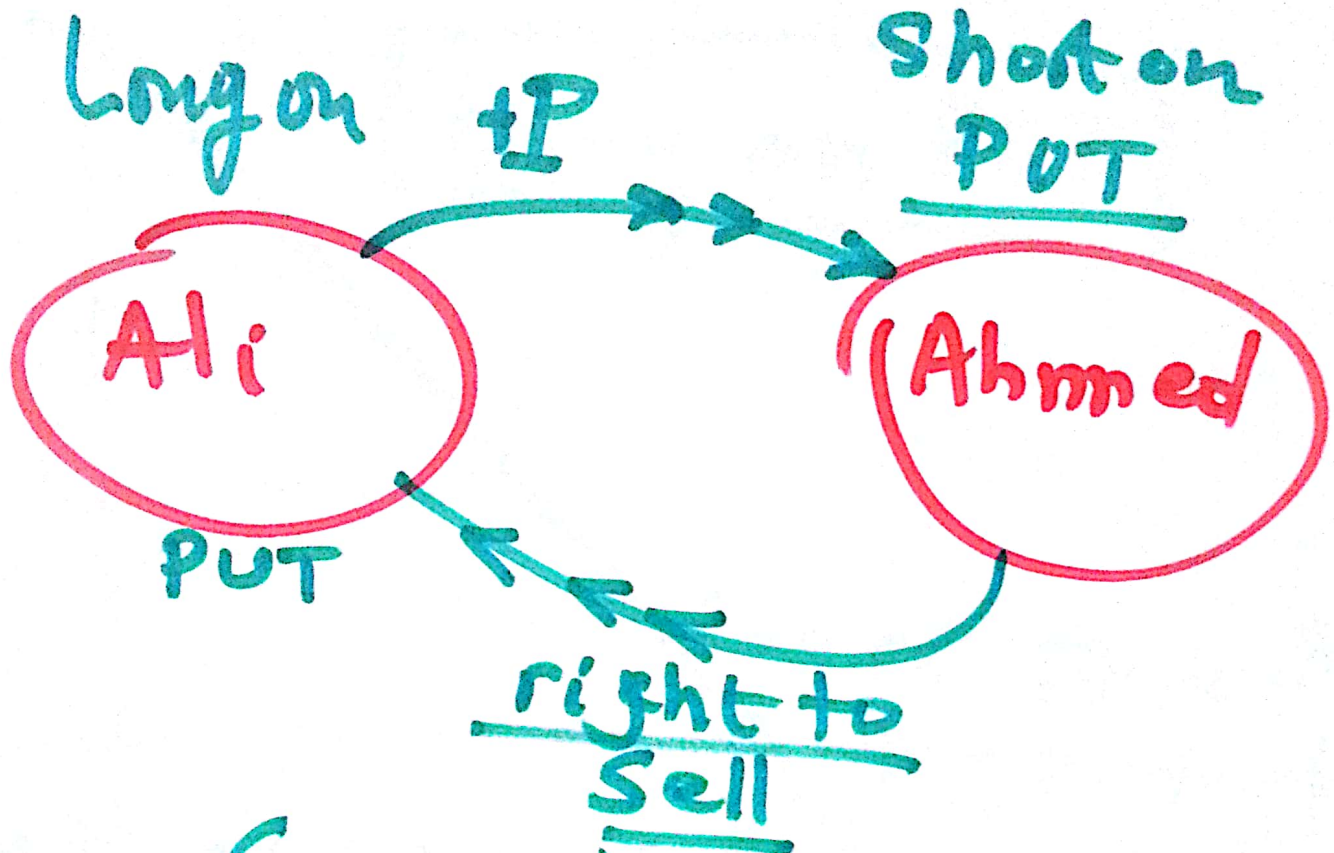 Long on
+P
Short on
PUT
Ali
Ahmed
PUT
right to
Sell